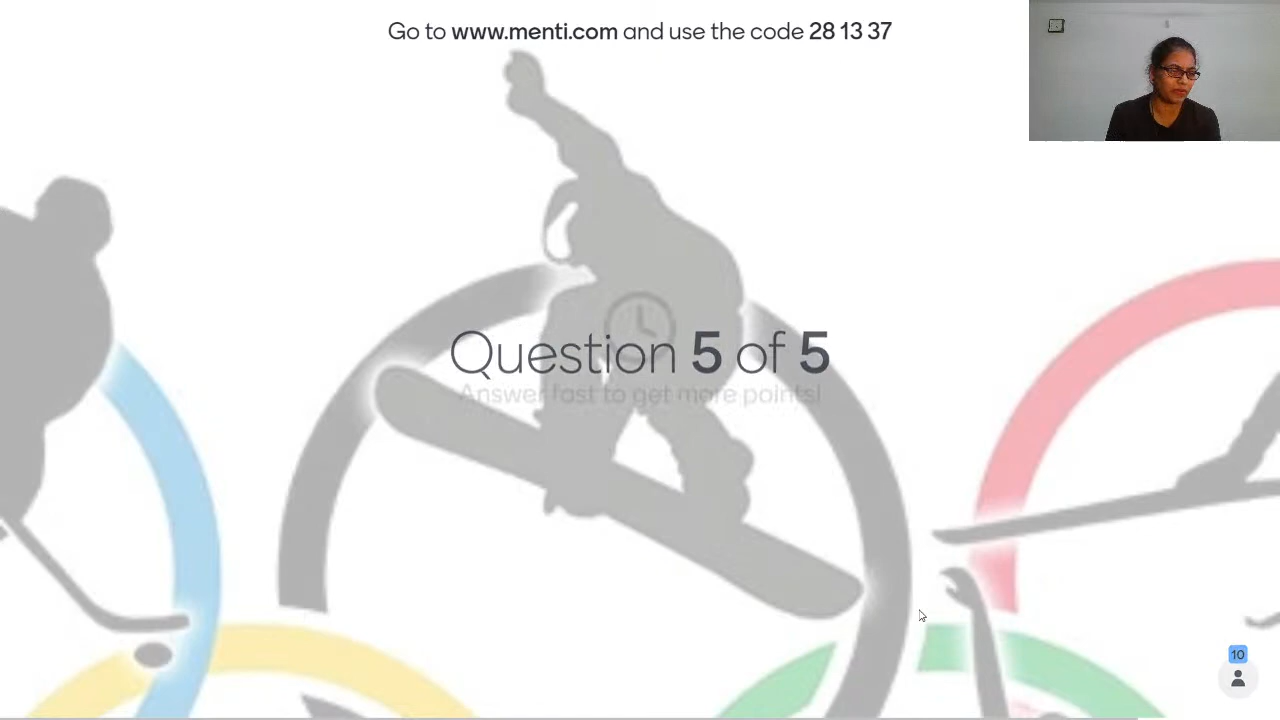 Go to www.menti.com and use the code 28 13 37
Question 5 of 5
Answer fast to get more points!
10